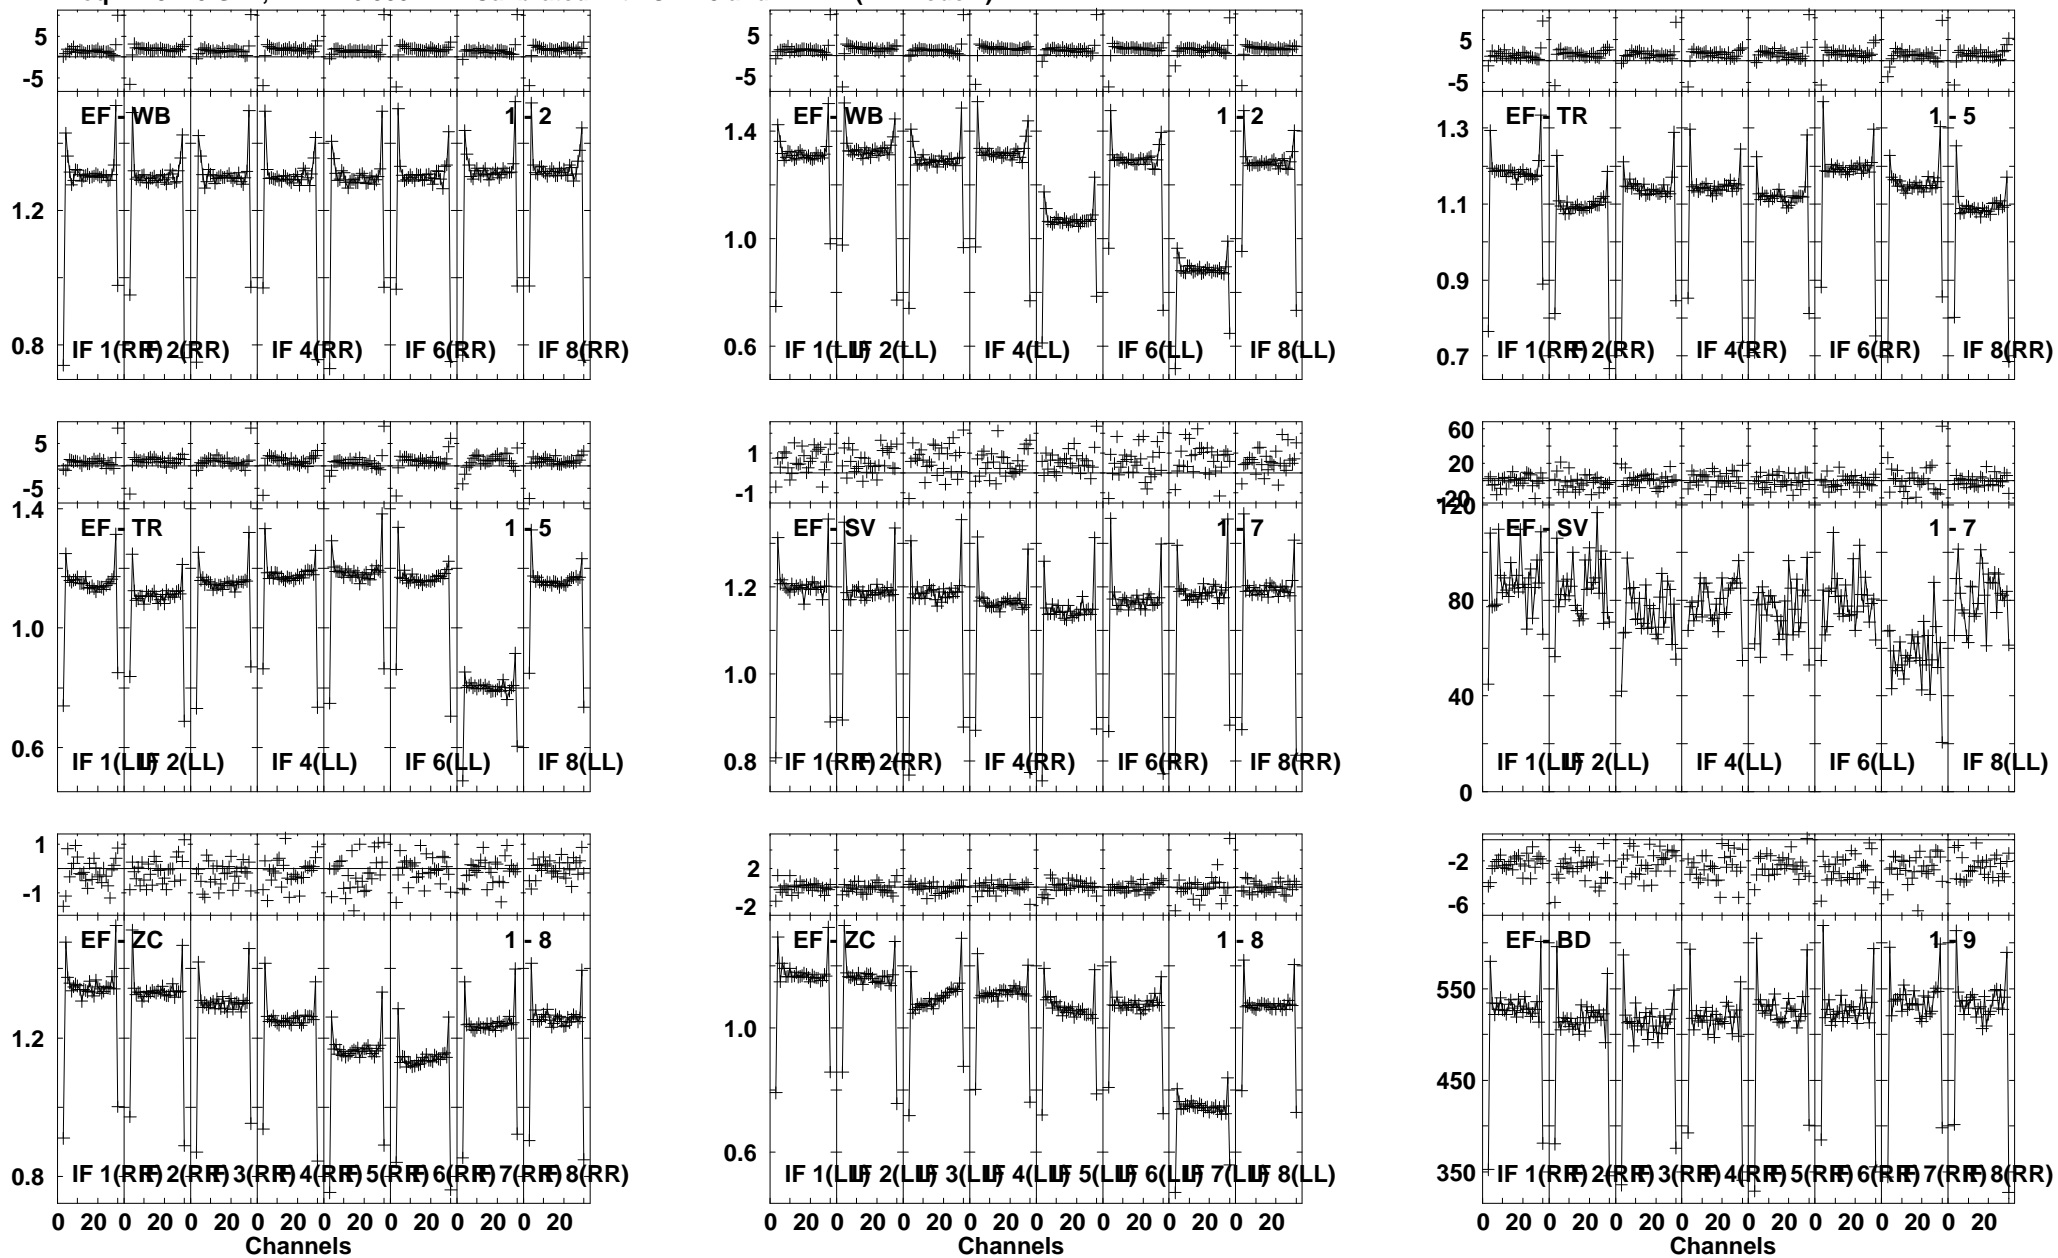 5
-5
EF - WB 1 - 2
1.2
0.8
IF 1(RR) IF 2(RR) IF 4(RR) IF 6(RR) IF 8(RR)
5
-5
EF - WB 1 - 2
1.4
1.0
0.6
IF 1(LL) IF 2(LL) IF 4(LL) IF 6(LL) IF 8(LL)
5
-5
EF - TR 1 - 5
1.3
1.1
0.9
0.7
IF 1(RR) IF 2(RR) IF 4(RR) IF 6(RR) IF 8(RR)
5
-5
1.4
EF - TR 1 - 5
1.0
0.6
IF 1(LL) IF 2(LL) IF 4(LL) IF 6(LL) IF 8(LL)
1
-1
EF - SV 1 - 7
1.2
1.0
0.8
IF 1(RR) IF 2(RR) IF 4(RR) IF 6(RR) IF 8(RR)
60
20
-20
120
EF - SV 1 - 7
80
40
0
IF 1(LL) IF 2(LL) IF 4(LL) IF 6(LL) IF 8(LL)
1
-1
EF - ZC 1 - 8
1.2
0.8
IF 1(RR) IF 2(RR) IF 3(RR) IF 4(RR) IF 5(RR) IF 6(RR) IF 7(RR) IF 8(RR)
0 20 0 20 0 20 0 20 0 20 0 20 0 20 0 20
Channels
2
-2
EF - ZC 1 - 8
1.0
0.6
IF 1(LL) IF 2(LL) IF 3(LL) IF 4(LL) IF 5(LL) IF 6(LL) IF 7(LL) IF 8(LL)
0 20 0 20 0 20 0 20 0 20 0 20 0 20 0 20
Channels
-2
-6
EF - BD 1 - 9
550
450
350
IF 1(RR) IF 2(RR) IF 3(RR) IF 4(RR) IF 5(RR) IF 6(RR) IF 7(RR) IF 8(RR)
0 20 0 20 0 20 0 20 0 20 0 20 0 20 0 20
Channels